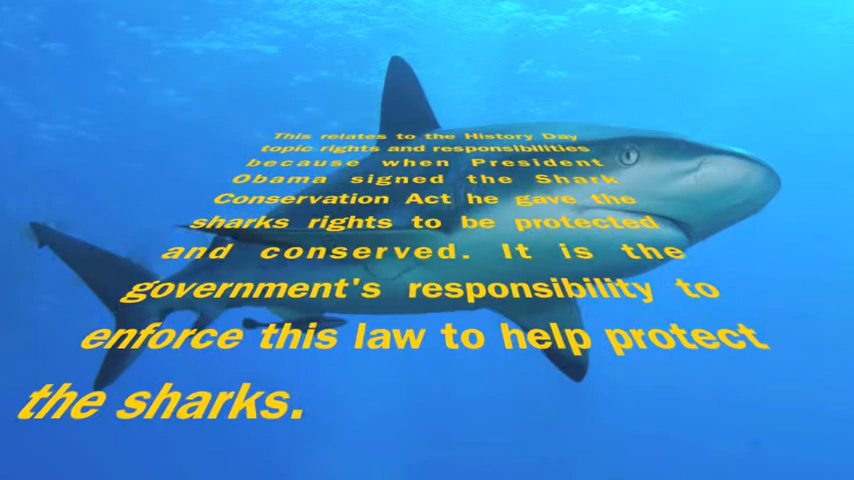 This relates to the History Day
topic rights and responsibilities
because when President
Obama signed the Shark
Conservation Act he gave the
sharks rights to be protected
and conserved. It is the
government's responsibility to
enforce this law to help protect
the sharks.